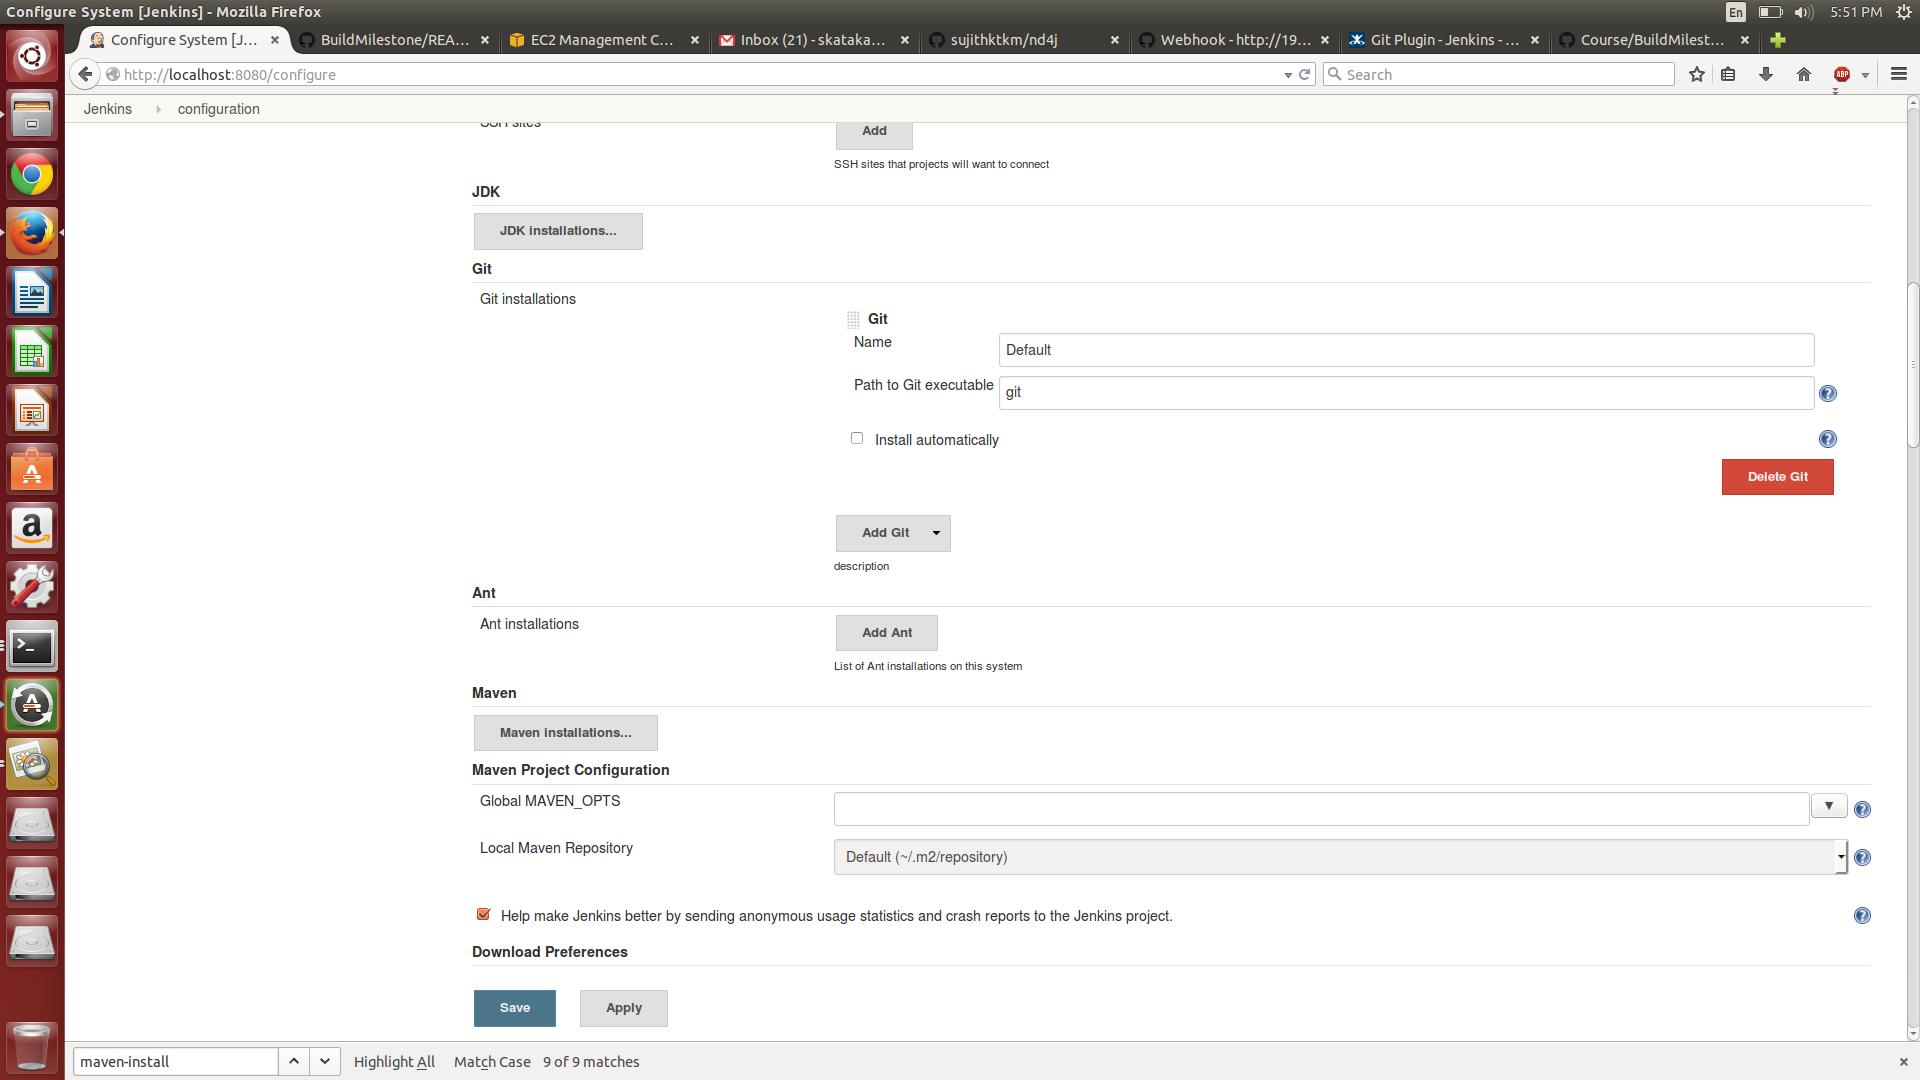 Configure System [Jenkins] - Mozilla Firefox
En
5:51 PM
Configure System [J...
BuildMilestone/REA...
EC2 Management C...
Inbox (21) - skataka...
sujithktkm/nd4j
Webhook - http://19...
Git Plugin - Jenkins - ...
Course/BuildMilest...
http://localhost:8080/configure
Search
ABP
Jenkins
configuration
SSH sites
Add
SSH sites that projects will want to connect
JDK
JDK installations...
Git
Git installations
Git
Name
Default
Path to Git executable
git
Install automatically
Delete Git
Add Git
description
Ant
Ant installations
Add Ant
List of Ant installations on this system
Maven
Maven installations...
Maven Project Configuration
Global MAVEN_OPTS
Local Maven Repository
Default (~/.m2/repository)
Help make Jenkins better by sending anonymous usage statistics and crash reports to the Jenkins project.
Download Preferences
Save
Apply
maven-install
Highlight All
Match Case
9 of 9 matches